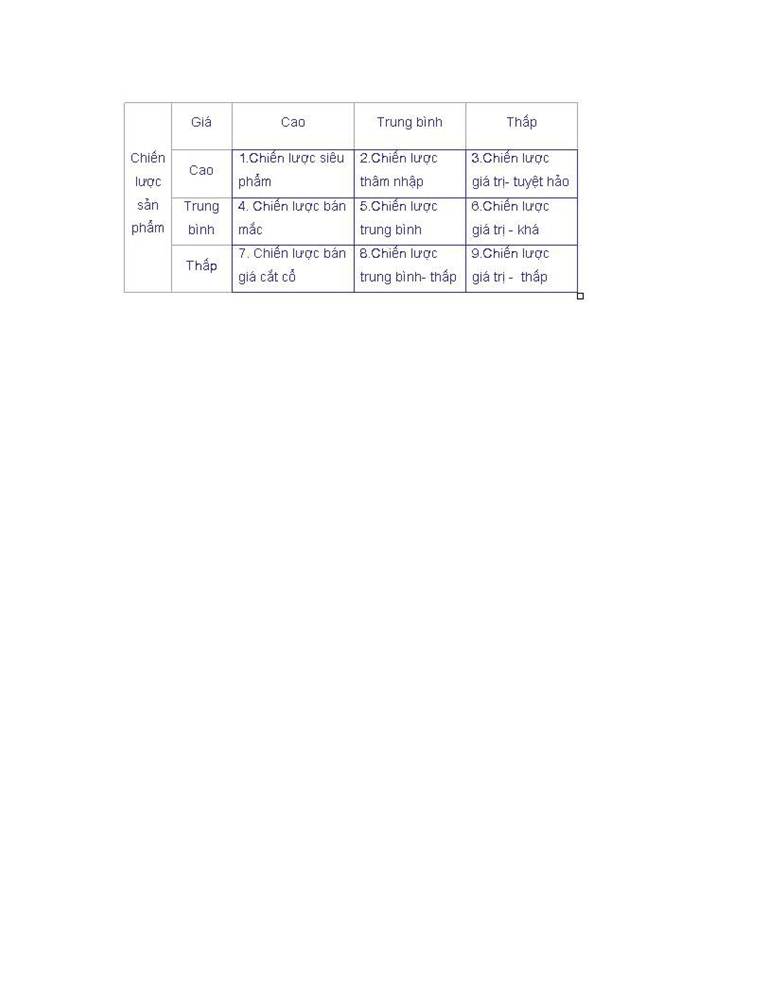 Giá
Cao
Trung bình
Thấp
Chiến
lược
sản
phẩm
Cao
1.Chiến lược siêu
phẩm
2.Chiến lược
thâm nhập
3.Chiến lược
giá trị- tuyệt hảo
Trung
bình
4. Chiến lược bán
mắc
5.Chiến lược
trung bình
6.Chiến lược
giá trị - khá
Thấp
7. Chiến lược bán
giá cắt cổ
8.Chiến lược
trung bình- thấp
9.Chiến lược
giá trị - thấp